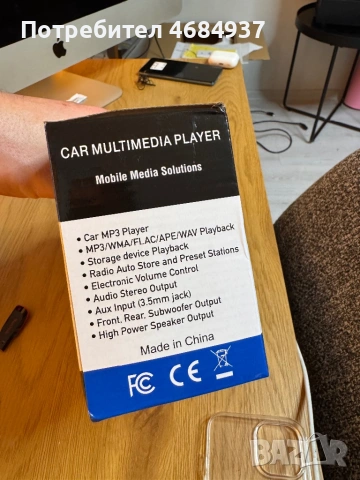 Потребител 4684937
CAR MULTIMEDIA PLAYER
Mobile Media Solutions
• Car MP3 Player
• MP3/WMA/FLAC/APE/WAV Playback
• Storage device Playback
• Radio Auto Store and Preset Stations
• Electronic Volume Control
• Audio Stereo Output
• Aux Input (3.5mm jack)
• Front. Rear. Subwoofer Output
• High Power Speaker Output
Made in China
FC CE
BAZAR